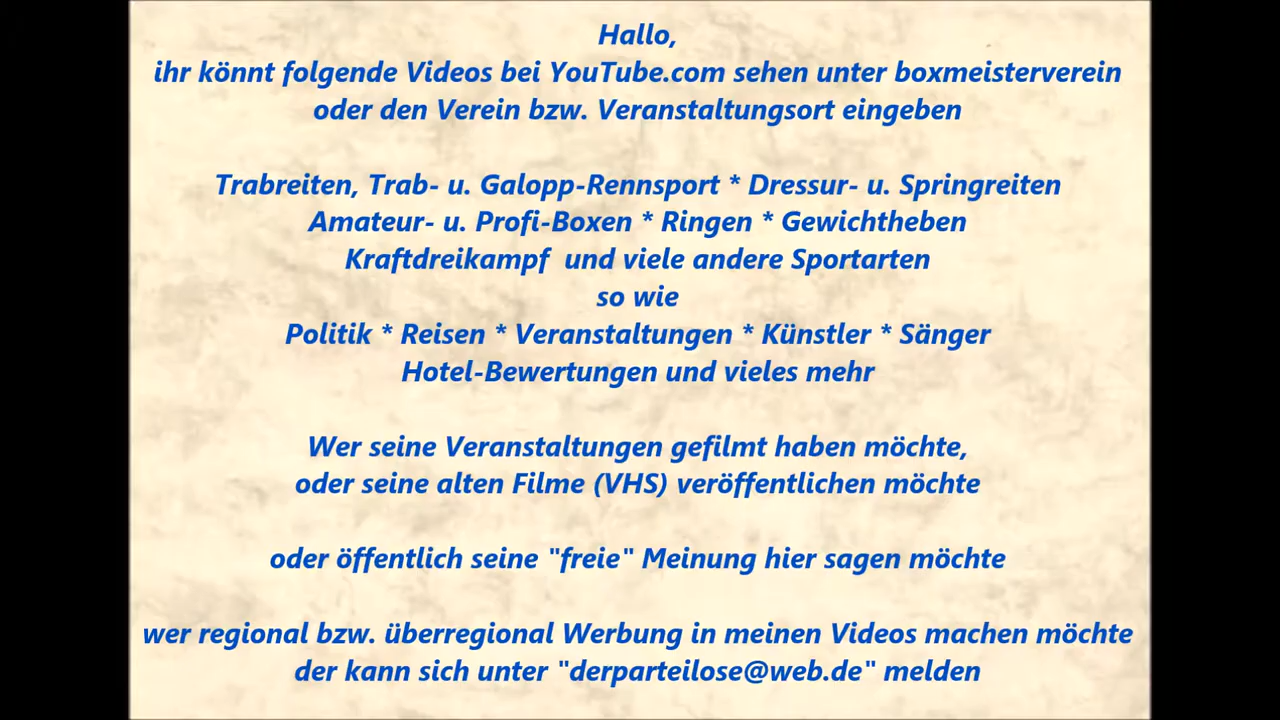 Hallo,
ihr könnt folgende Videos bei YouTube.com sehen unter boxmeisterverein
oder den Verein bzw. Veranstaltungsort eingeben
Trabreiten, Trab- u. Galopp-Rennsport * Dressur- u. Springreiten
Amateur- u. Profi-Boxen * Ringen * Gewichtheben
Kraftdreikampf  und viele andere Sportarten
so wie
Politik * Reisen * Veranstaltungen * Künstler * Sänger
Hotel-Bewertungen und vieles mehr
Wer seine Veranstaltungen gefilmt haben möchte,
oder seine alten Filme (VHS) veröffentlichen möchte
oder öffentlich seine "freie" Meinung hier sagen möchte
wer regional bzw. überregional Werbung in meinen Videos machen möchte
der kann sich unter "derparteilose@web.de" melden